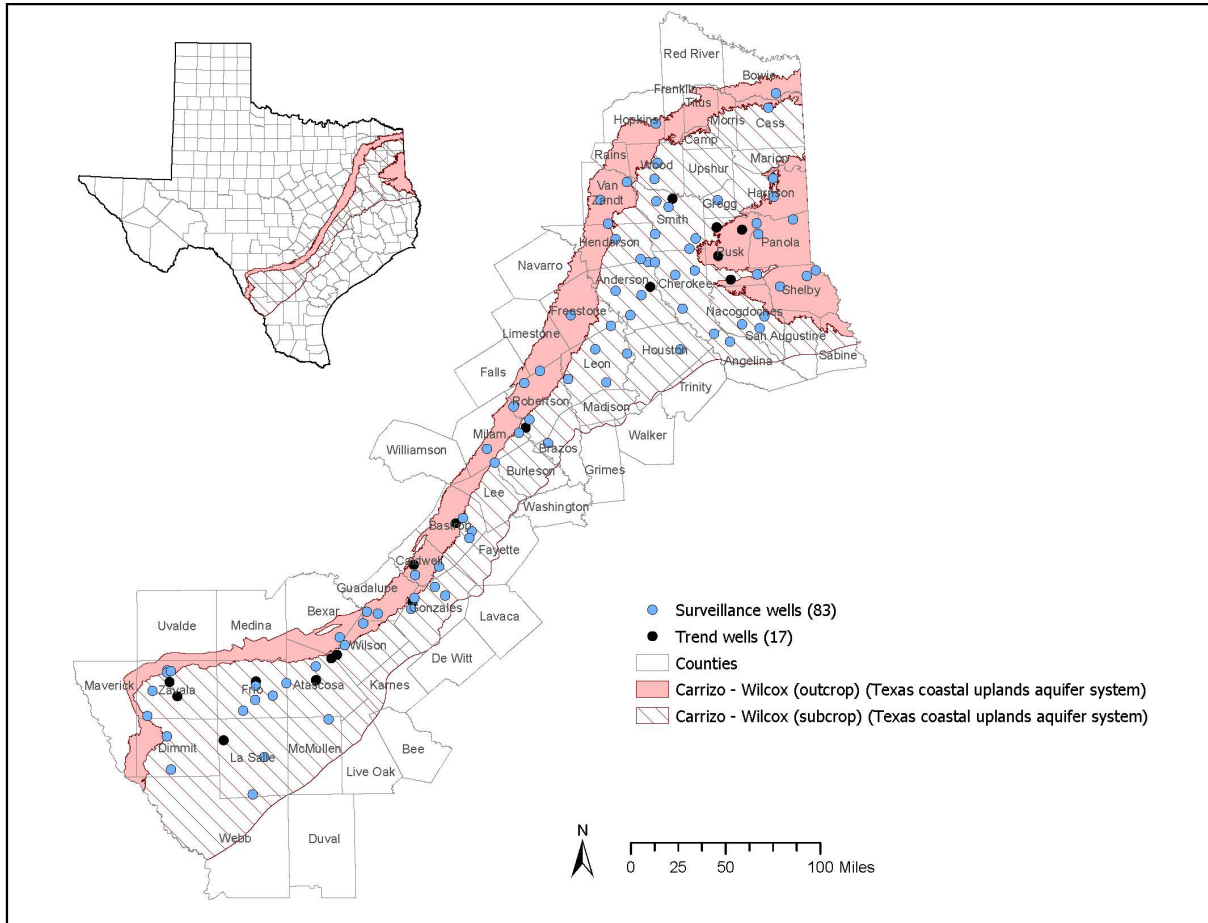 Red River
Bowie
Franklin
Titus
Hopkins
Morris
Cass
Camp
Rains
Wood
Upshur
Marion
Van
Zandt
Harrison
Gregg
Smith
Henderson
Rusk
Panola
Navarro
Anderson
Cherokee
Shelby
Freestone
Nacogdoches
Limestone
San Augustine
Houston
Angelina
Sabine
Leon
Falls
Trinity
Robertson
Madison
Milam
Walker
Williamson
Brazos
Burleson
Grimes
Lee
Washington
Bastrop
Fayette
Caldwell
Guadalupe
Gonzales
Lavaca
Bexar
Uvalde
Medina
Wilson
De Witt
Maverick
Zavala
Frio
Atascosa
Karnes
Dimmit
La Salle
McMullen
Bee
Live Oak
Webb
Duval
Surveillance wells (83)
Trend wells (17)
Counties
Carrizo - Wilcox (outcrop) (Texas coastal uplands aquifer system)
Carrizo - Wilcox (subcrop) (Texas coastal uplands aquifer system)
N
0 25 50 100 Miles